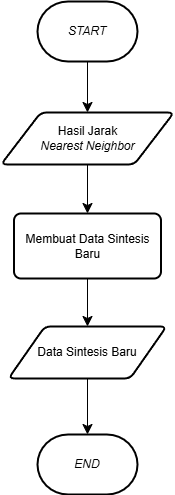 START
Hasil Jarak
Nearest Neighbor
Membuat Data Sintesis
Baru
Data Sintesis Baru
END